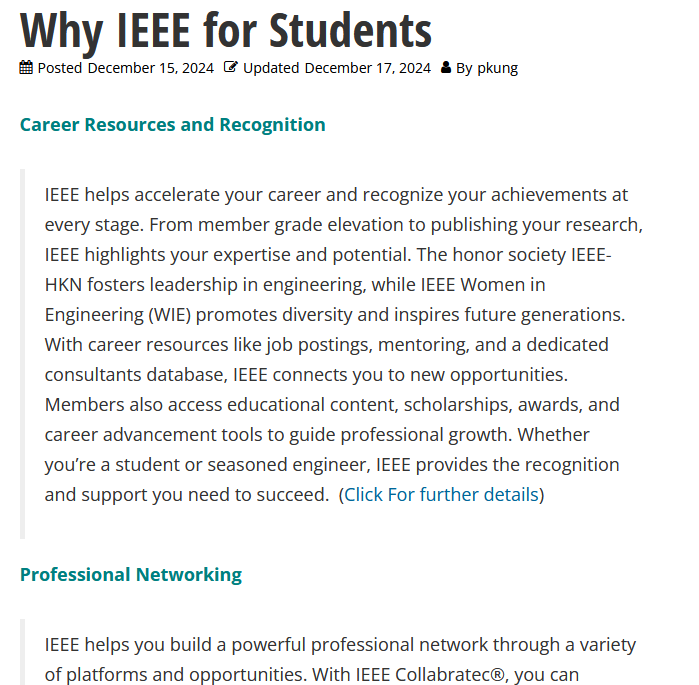 Why IEEE for Students
Posted December 15, 2024 Updated December 17, 2024 By pkung
Career Resources and Recognition
IEEE helps accelerate your career and recognize your achievements at
every stage. From member grade elevation to publishing your research,
IEEE highlights your expertise and potential. The honor society IEEE-
HKN fosters leadership in engineering, while IEEE Women in
Engineering (WIE) promotes diversity and inspires future generations.
With career resources like job postings, mentoring, and a dedicated
consultants database, IEEE connects you to new opportunities.
Members also access educational content, scholarships, awards, and
career advancement tools to guide professional growth. Whether
you’re a student or seasoned engineer, IEEE provides the recognition
and support you need to succeed.  (Click For further details)
Professional Networking
IEEE helps you build a powerful professional network through a variety
of platforms and opportunities. With IEEE Collabratec®, you can